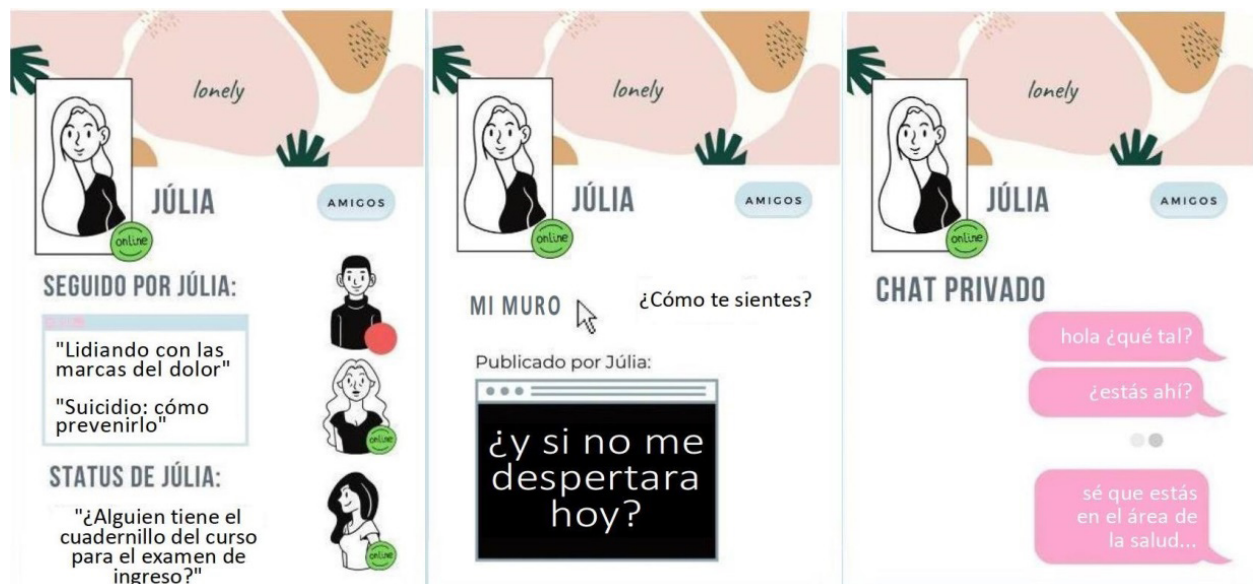 lonely
JÚLIA
AMIGOS
online
SEGUIDO POR JÚLIA:
"Lidiando con las
marcas del dolor"
"Suicidio: cómo
prevenirlo"
online
STATUS DE JÚLIA:
"¿Alguien tiene el
cuadernillo del curso
para el examen de
ingreso?"
online
lonely
JÚLIA
AMIGOS
online
MI MURO
¿Cómo te sientes?
Publicado por Júlia:
¿y si no me
despertara
hoy?
lonely
JÚLIA
AMIGOS
online
CHAT PRIVADO
hola ¿qué tal?
¿estás ahí?
sé que estás
en el área de
la salud...